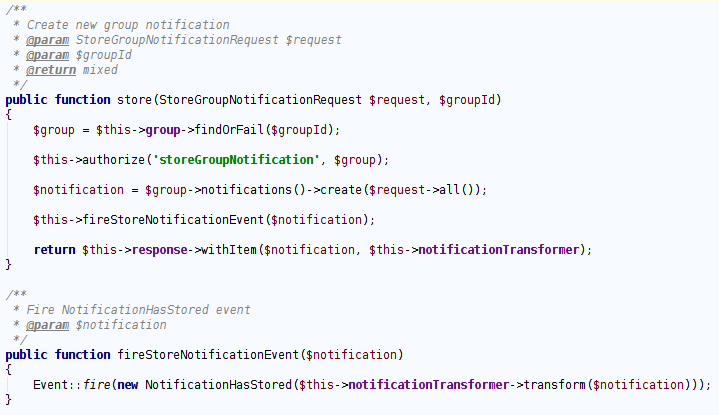 /**
 * Create new group notification
 * @param StoreGroupNotificationRequest $request
 * @param $groupId
 * @return mixed
 */
public function store(StoreGroupNotificationRequest $request, $groupId)
{
    $group = $this->group->findOrFail($groupId);

    $this->authorize('storeGroupNotification', $group);

    $notification = $group->notifications()->create($request->all());

    $this->fireStoreNotificationEvent($notification);

    return $this->response->withItem($notification, $this->notificationTransformer);
}

/**
 * Fire NotificationHasStored event
 * @param $notification
 */
public function fireStoreNotificationEvent($notification)
{
    Event::fire(new NotificationHasStored($this->notificationTransformer->transform($notification)));
}